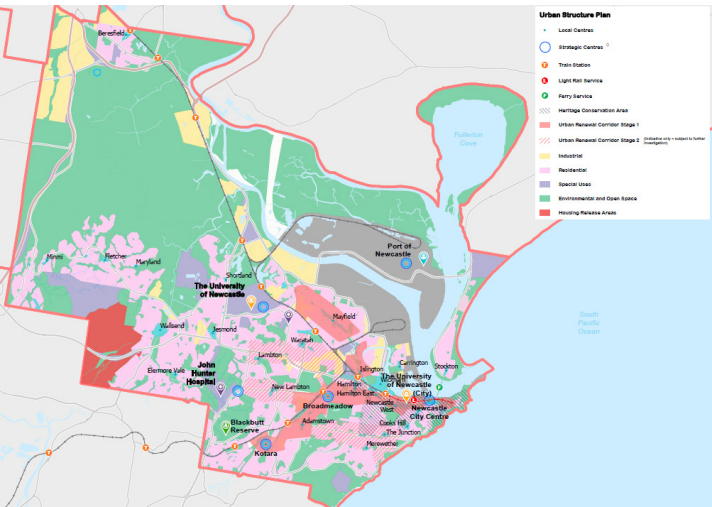 Urban Structure Plan
Local Centres
Strategic Centres
Train Station
Light Rail Service
Ferry Service
Heritage Conservation Area
Urban Renewal Corridor Stage 1
Urban Renewal Corridor Stage 2 (Indicative only - subject to further
investigation)
Industrial
Residential
Special Uses
Environmental and Open Space
Housing Release Areas
Beresfield
Fullerton
Cove
Port of
Newcastle
Minmi
Fletcher
Maryland
Shortland
The University
of Newcastle
Mayfield
South
Pacific
Ocean
Wallsend
Jesmond
Waratah
Lambton
Carrington
Stockton
Islington
Elermore Vale
John
Hunter
Hospital
New Lambton
Hamilton
The University
of Newcastle
(City)
Hamilton East
Broadmeadow
Newcastle
West
Newcastle
City Centre
Blackbutt
Reserve
Adamstown
Cooks Hill
The Junction
Merewether
Kotara